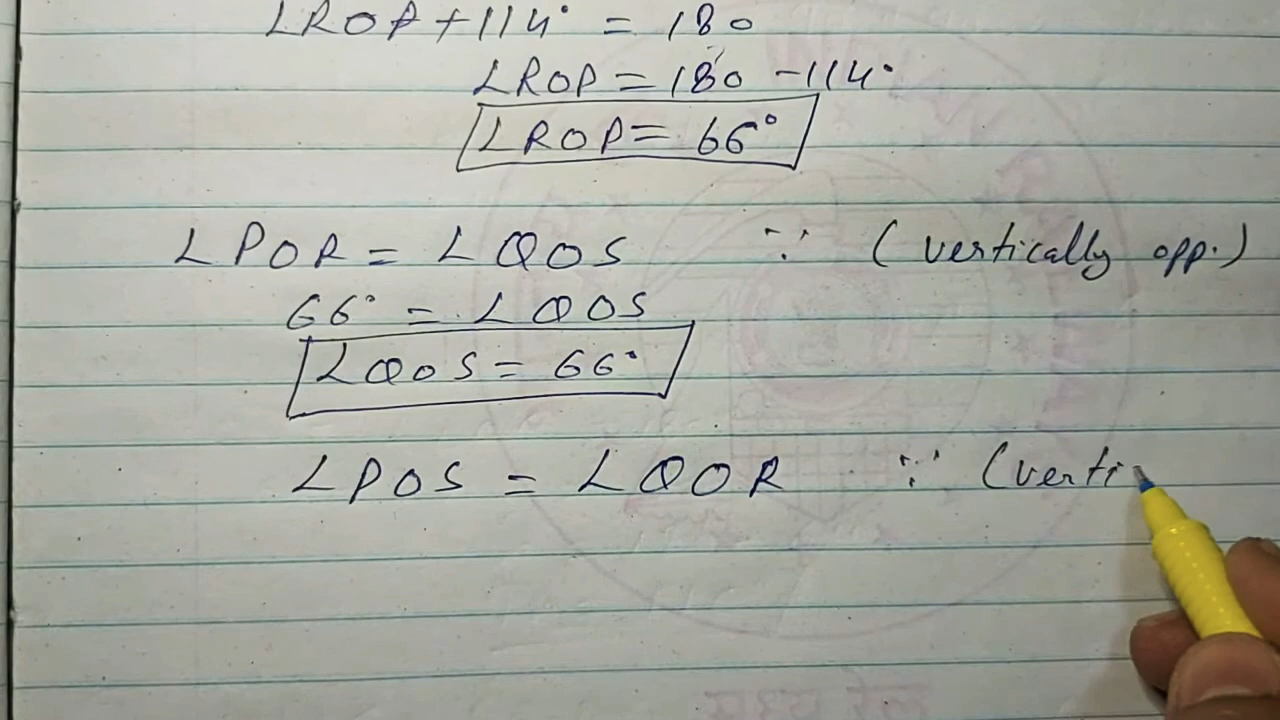 ∠ROP + 114° = 180
∠ROP = 180 - 114°
∠ROP = 66°
∠POR = ∠QOS ∵ (vertically opp.)
66° = ∠QOS
∠QOS = 66°
∠POS = ∠QOR ∵ (verti